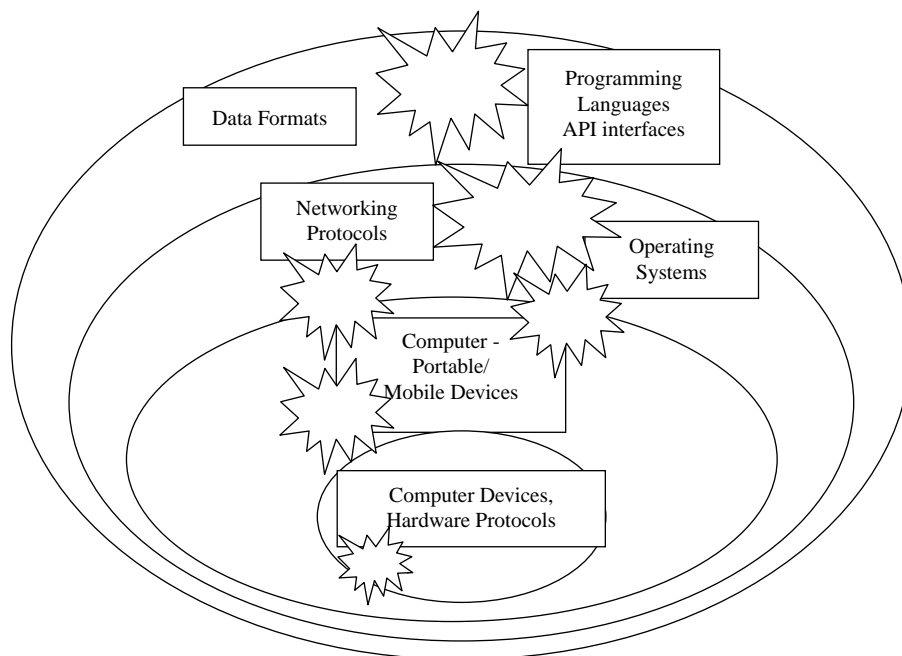 Data Formats
Programming
Languages
API interfaces
Networking
Protocols
Operating
Systems
Computer -
Portable/
Mobile Devices
Computer Devices,
Hardware Protocols